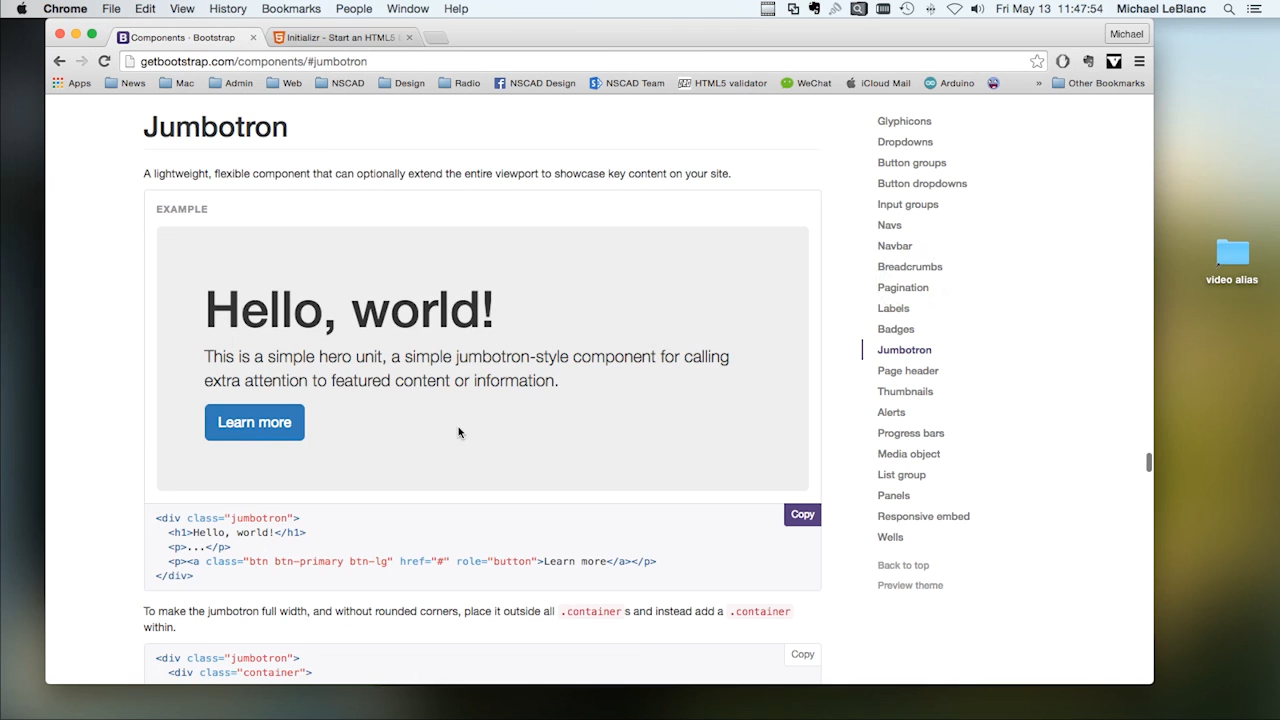 Chrome File Edit View History Bookmarks People Window Help Fri May 13 11:47:54 Michael LeBlanc
Components · Bootstrap Initializr - Start an HTML5 Michael
getbootstrap.com/components/#jumbotron
Apps News Mac Admin Web NSCAD Design Radio NSCAD Design NSCAD Team HTML5 validator WeChat iCloud Mail Arduino » Other Bookmarks
Jumbotron
A lightweight, flexible component that can optionally extend the entire viewport to showcase key content on your site.
EXAMPLE
Hello, world!
This is a simple hero unit, a simple jumbotron-style component for calling
extra attention to featured content or information.
Learn more
Copy
<div class="jumbotron">
<h1>Hello, world!</h1>
<p>...</p>
<p><a class="btn btn-primary btn-lg" href="#" role="button">Learn more</a></p>
</div>
To make the jumbotron full width, and without rounded corners, place it outside all .containers and instead add a .container
within.
Copy
<div class="jumbotron">
<div class="container">
Glyphicons
Dropdowns
Button groups
Button dropdowns
Input groups
Navs
Navbar
Breadcrumbs
Pagination
Labels
Badges
Jumbotron
Page header
Thumbnails
Alerts
Progress bars
Media object
List group
Panels
Responsive embed
Wells
Back to top
Preview theme
video alias